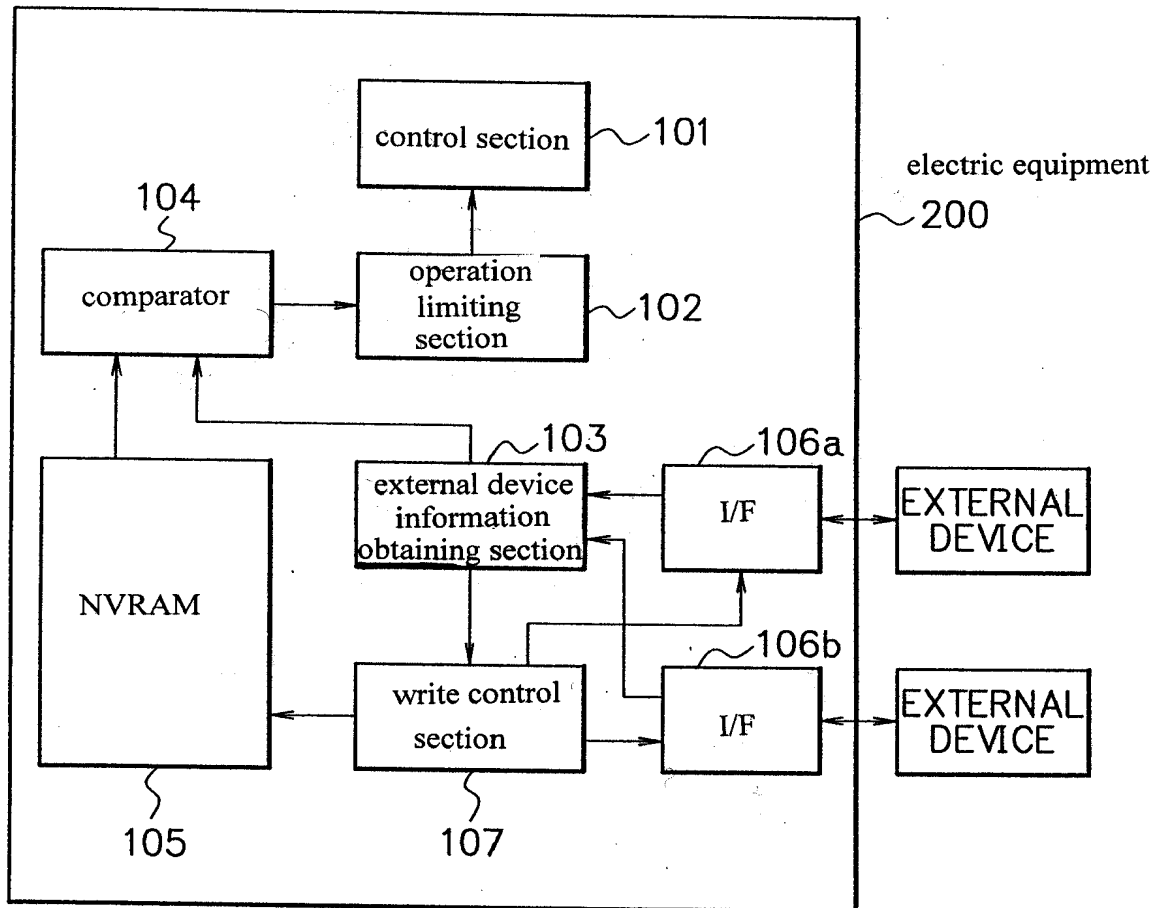 control section
101
electric equipment
200
104
comparator
operation
limiting
section
102
103
external device
information
obtaining section
106a
I/F
EXTERNAL
DEVICE
NVRAM
106b
write control
section
I/F
EXTERNAL
DEVICE
105
107